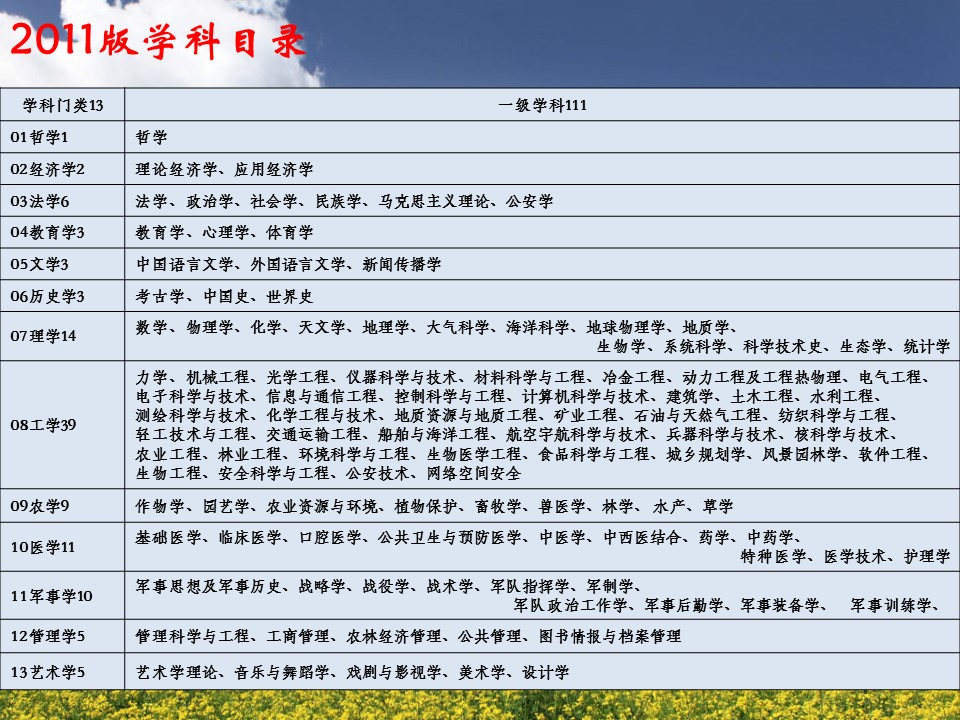 2011版学科目录
学科门类13 一级学科111
01哲学1 哲学
02经济学2 理论经济学、应用经济学
03法学6 法学、政治学、社会学、民族学、马克思主义理论、公安学
04教育学3 教育学、心理学、体育学
05文学3 中国语言文学、外国语言文学、新闻传播学
06历史学3 考古学、中国史、世界史
07理学14 数学、物理学、化学、天文学、地理学、大气科学、海洋科学、地球物理学、地质学、
生物学、系统科学、科学技术史、生态学、统计学
08工学39 力学、机械工程、光学工程、仪器科学与技术、材料科学与工程、冶金工程、动力工程及工程热物理、电气工程、
电子科学与技术、信息与通信工程、控制科学与工程、计算机科学与技术、建筑学、土木工程、水利工程、
测绘科学与技术、化学工程与技术、地质资源与地质工程、矿业工程、石油与天然气工程、纺织科学与工程、
轻工技术与工程、交通运输工程、船舶与海洋工程、航空宇航科学与技术、兵器科学与技术、核科学与技术、
农业工程、林业工程、环境科学与工程、生物医学工程、食品科学与工程、城乡规划学、风景园林学、软件工程、
生物工程、安全科学与工程、公安技术、网络空间安全
09农学9 作物学、园艺学、农业资源与环境、植物保护、畜牧学、兽医学、林学、 水产、草学
10医学11 基础医学、临床医学、口腔医学、公共卫生与预防医学、中医学、中西医结合、药学、中药学、
特种医学、医学技术、护理学
11军事学10 军事思想及军事历史、战略学、战役学、战术学、军队指挥学、军制学、
军队政治工作学、军事后勤学、军事装备学、 军事训练学、
12管理学5 管理科学与工程、工商管理、农林经济管理、公共管理、图书情报与档案管理
13艺术学5 艺术学理论、音乐与舞蹈学、戏剧与影视学、美术学、设计学